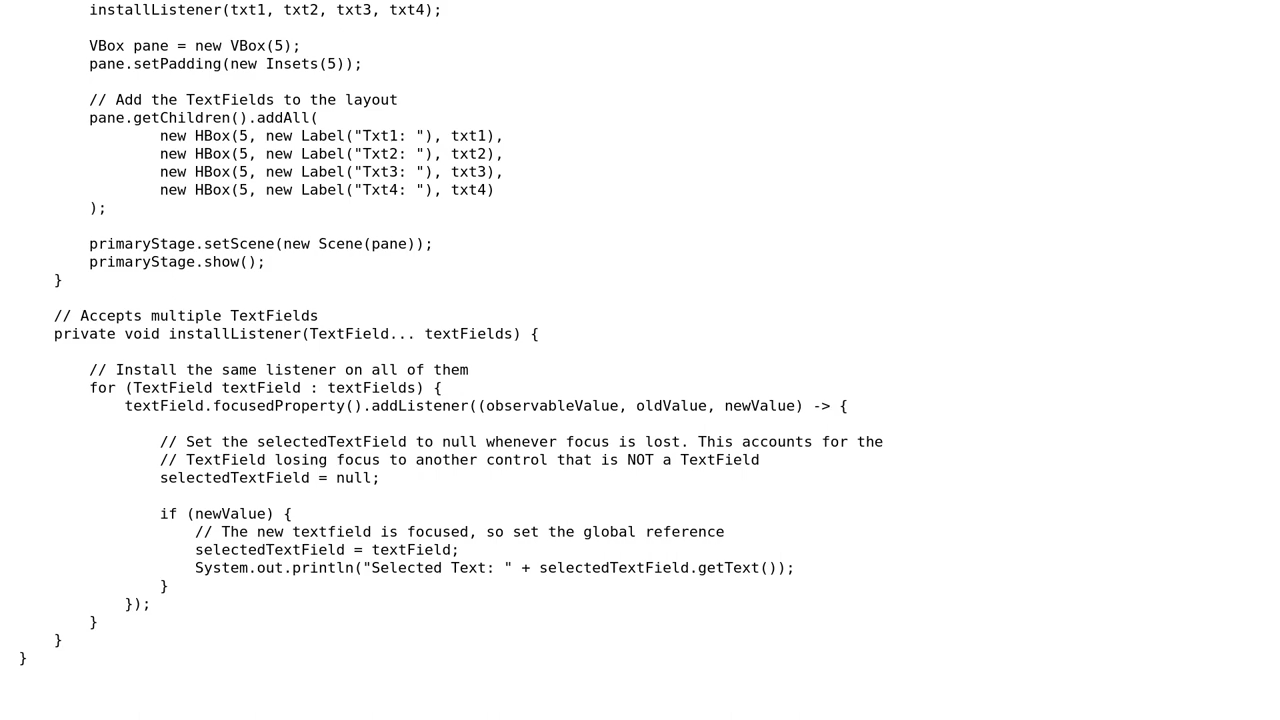 installListener(txt1, txt2, txt3, txt4);
VBox pane = new VBox(5);
pane.setPadding(new Insets(5));
// Add the TextFields to the layout
pane.getChildren().addAll(
new HBox(5, new Label("Txt1: "), txt1),
new HBox(5, new Label("Txt2: "), txt2),
new HBox(5, new Label("Txt3: "), txt3),
new HBox(5, new Label("Txt4: "), txt4)
);
primaryStage.setScene(new Scene(pane));
primaryStage.show();
}
// Accepts multiple TextFields
private void installListener(TextField... textFields) {
// Install the same listener on all of them
for (TextField textField : textFields) {
textField.focusedProperty().addListener((observableValue, oldValue, newValue) -> {
// Set the selectedTextField to null whenever focus is lost. This accounts for the
// TextField losing focus to another control that is NOT a TextField
selectedTextField = null;
if (newValue) {
// The new textfield is focused, so set the global reference
selectedTextField = textField;
System.out.println("Selected Text: " + selectedTextField.getText());
}
});
}
}
}